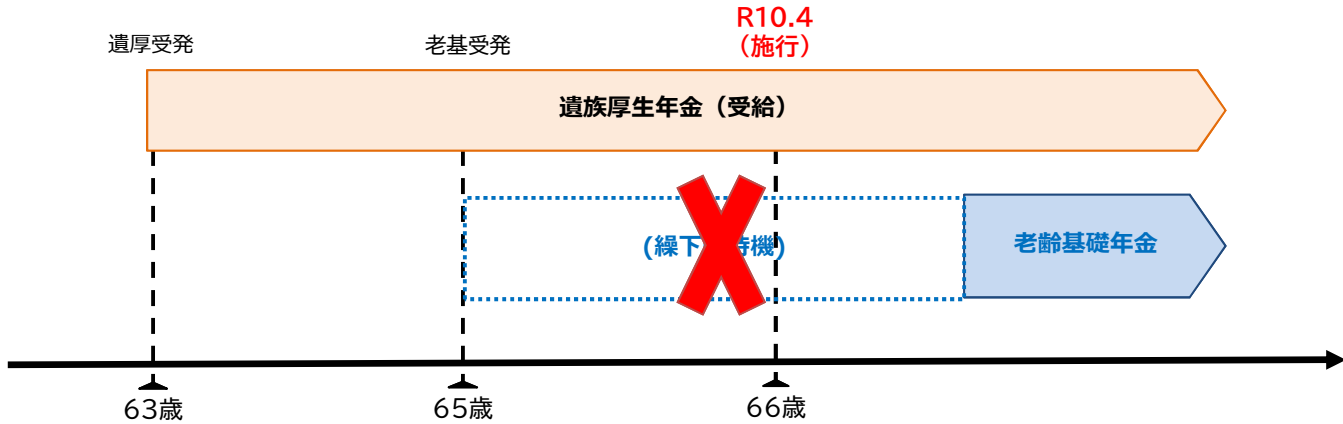 R10.4
（施行）
遺厚受発
老基受発
遺族厚生年金（受給）
(繰下 時機)
老齢基礎年金
63歳
65歳
66歳